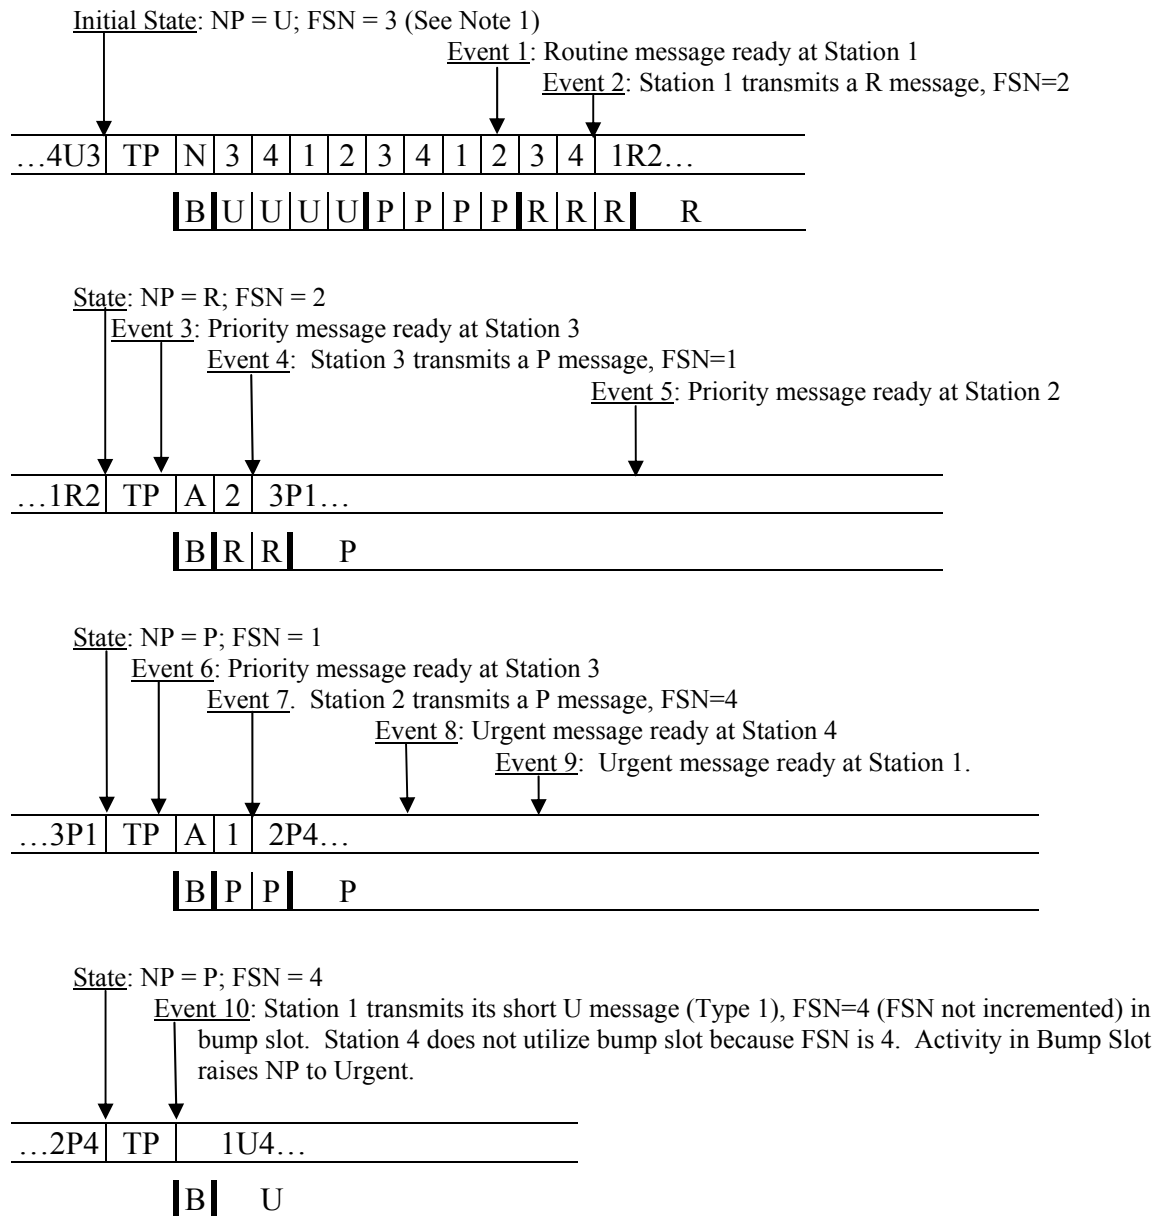 Initial State: NP = U; FSN = 3 (See Note 1)
Event 1: Routine message ready at Station 1
Event 2: Station 1 transmits a R message, FSN=2
…4U3 TP N 3 4 1 2 3 4 1 2 3 4 1R2…
B U U U U P P P P R R R R
State: NP = R; FSN = 2
Event 3: Priority message ready at Station 3
Event 4: Station 3 transmits a P message, FSN=1
Event 5: Priority message ready at Station 2
…1R2 TP A 2 3P1…
B R R P
State: NP = P; FSN = 1
Event 6: Priority message ready at Station 3
Event 7. Station 2 transmits a P message, FSN=4
Event 8: Urgent message ready at Station 4
Event 9: Urgent message ready at Station 1.
…3P1 TP A 1 2P4…
B P P P
State: NP = P; FSN = 4
Event 10: Station 1 transmits its short U message (Type 1), FSN=4 (FSN not incremented) in
bump slot. Station 4 does not utilize bump slot because FSN is 4. Activity in Bump Slot
raises NP to Urgent.
…2P4 TP 1U4…
B U